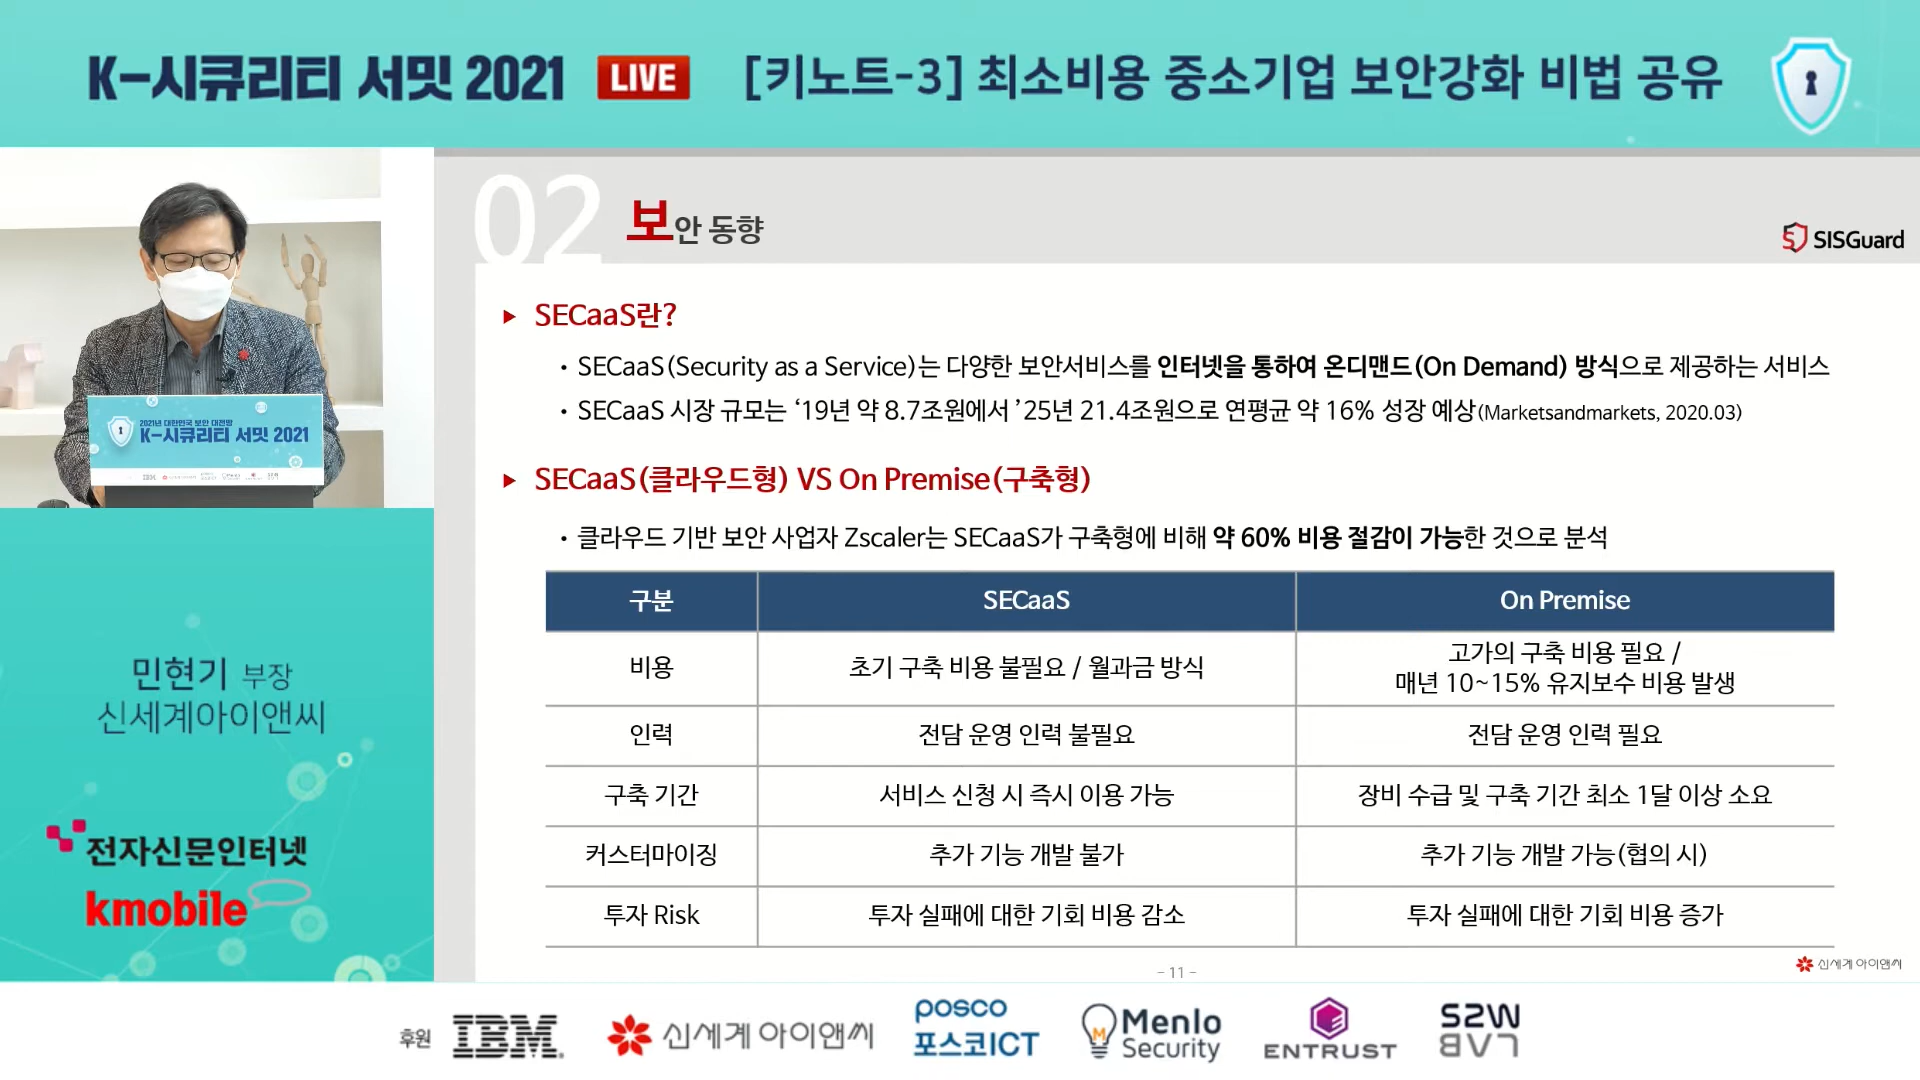 K-시큐리티 서밋 2021 LIVE [키노트-3] 최소비용 중소기업 보안강화 비법 공유
02 보안 동향
SISGuard
▶ SECaaS란?
• SECaaS(Security as a Service)는 다양한 보안서비스를 인터넷을 통하여 온디맨드(On Demand) 방식으로 제공하는 서비스
• SECaaS 시장 규모는 ‘19년 약 8.7조원에서 ’25년 21.4조원으로 연평균 약 16% 성장 예상(Marketsandmarkets, 2020.03)
▶ SECaaS(클라우드형) VS On Premise(구축형)
• 클라우드 기반 보안 사업자 Zscaler는 SECaaS가 구축형에 비해 약 60% 비용 절감이 가능한 것으로 분석
구분 SECaaS On Premise
비용 초기 구축 비용 불필요 / 월과금 방식 고가의 구축 비용 필요 /
매년 10~15% 유지보수 비용 발생
인력 전담 운영 인력 불필요 전담 운영 인력 필요
구축 기간 서비스 신청 시 즉시 이용 가능 장비 수급 및 구축 기간 최소 1달 이상 소요
커스터마이징 추가 기능 개발 불가 추가 기능 개발 가능(협의 시)
투자 Risk 투자 실패에 대한 기회 비용 감소 투자 실패에 대한 기회 비용 증가
- 11 -
신세계아이앤씨
2021년 대한민국 보안 대전망
K-시큐리티 서밋 2021
민현기 부장
신세계아이앤씨
전자신문인터넷
kmobile
후원 IBM 신세계아이앤씨 posco 포스코ICT Menlo Security ENTRUST S2W LAB